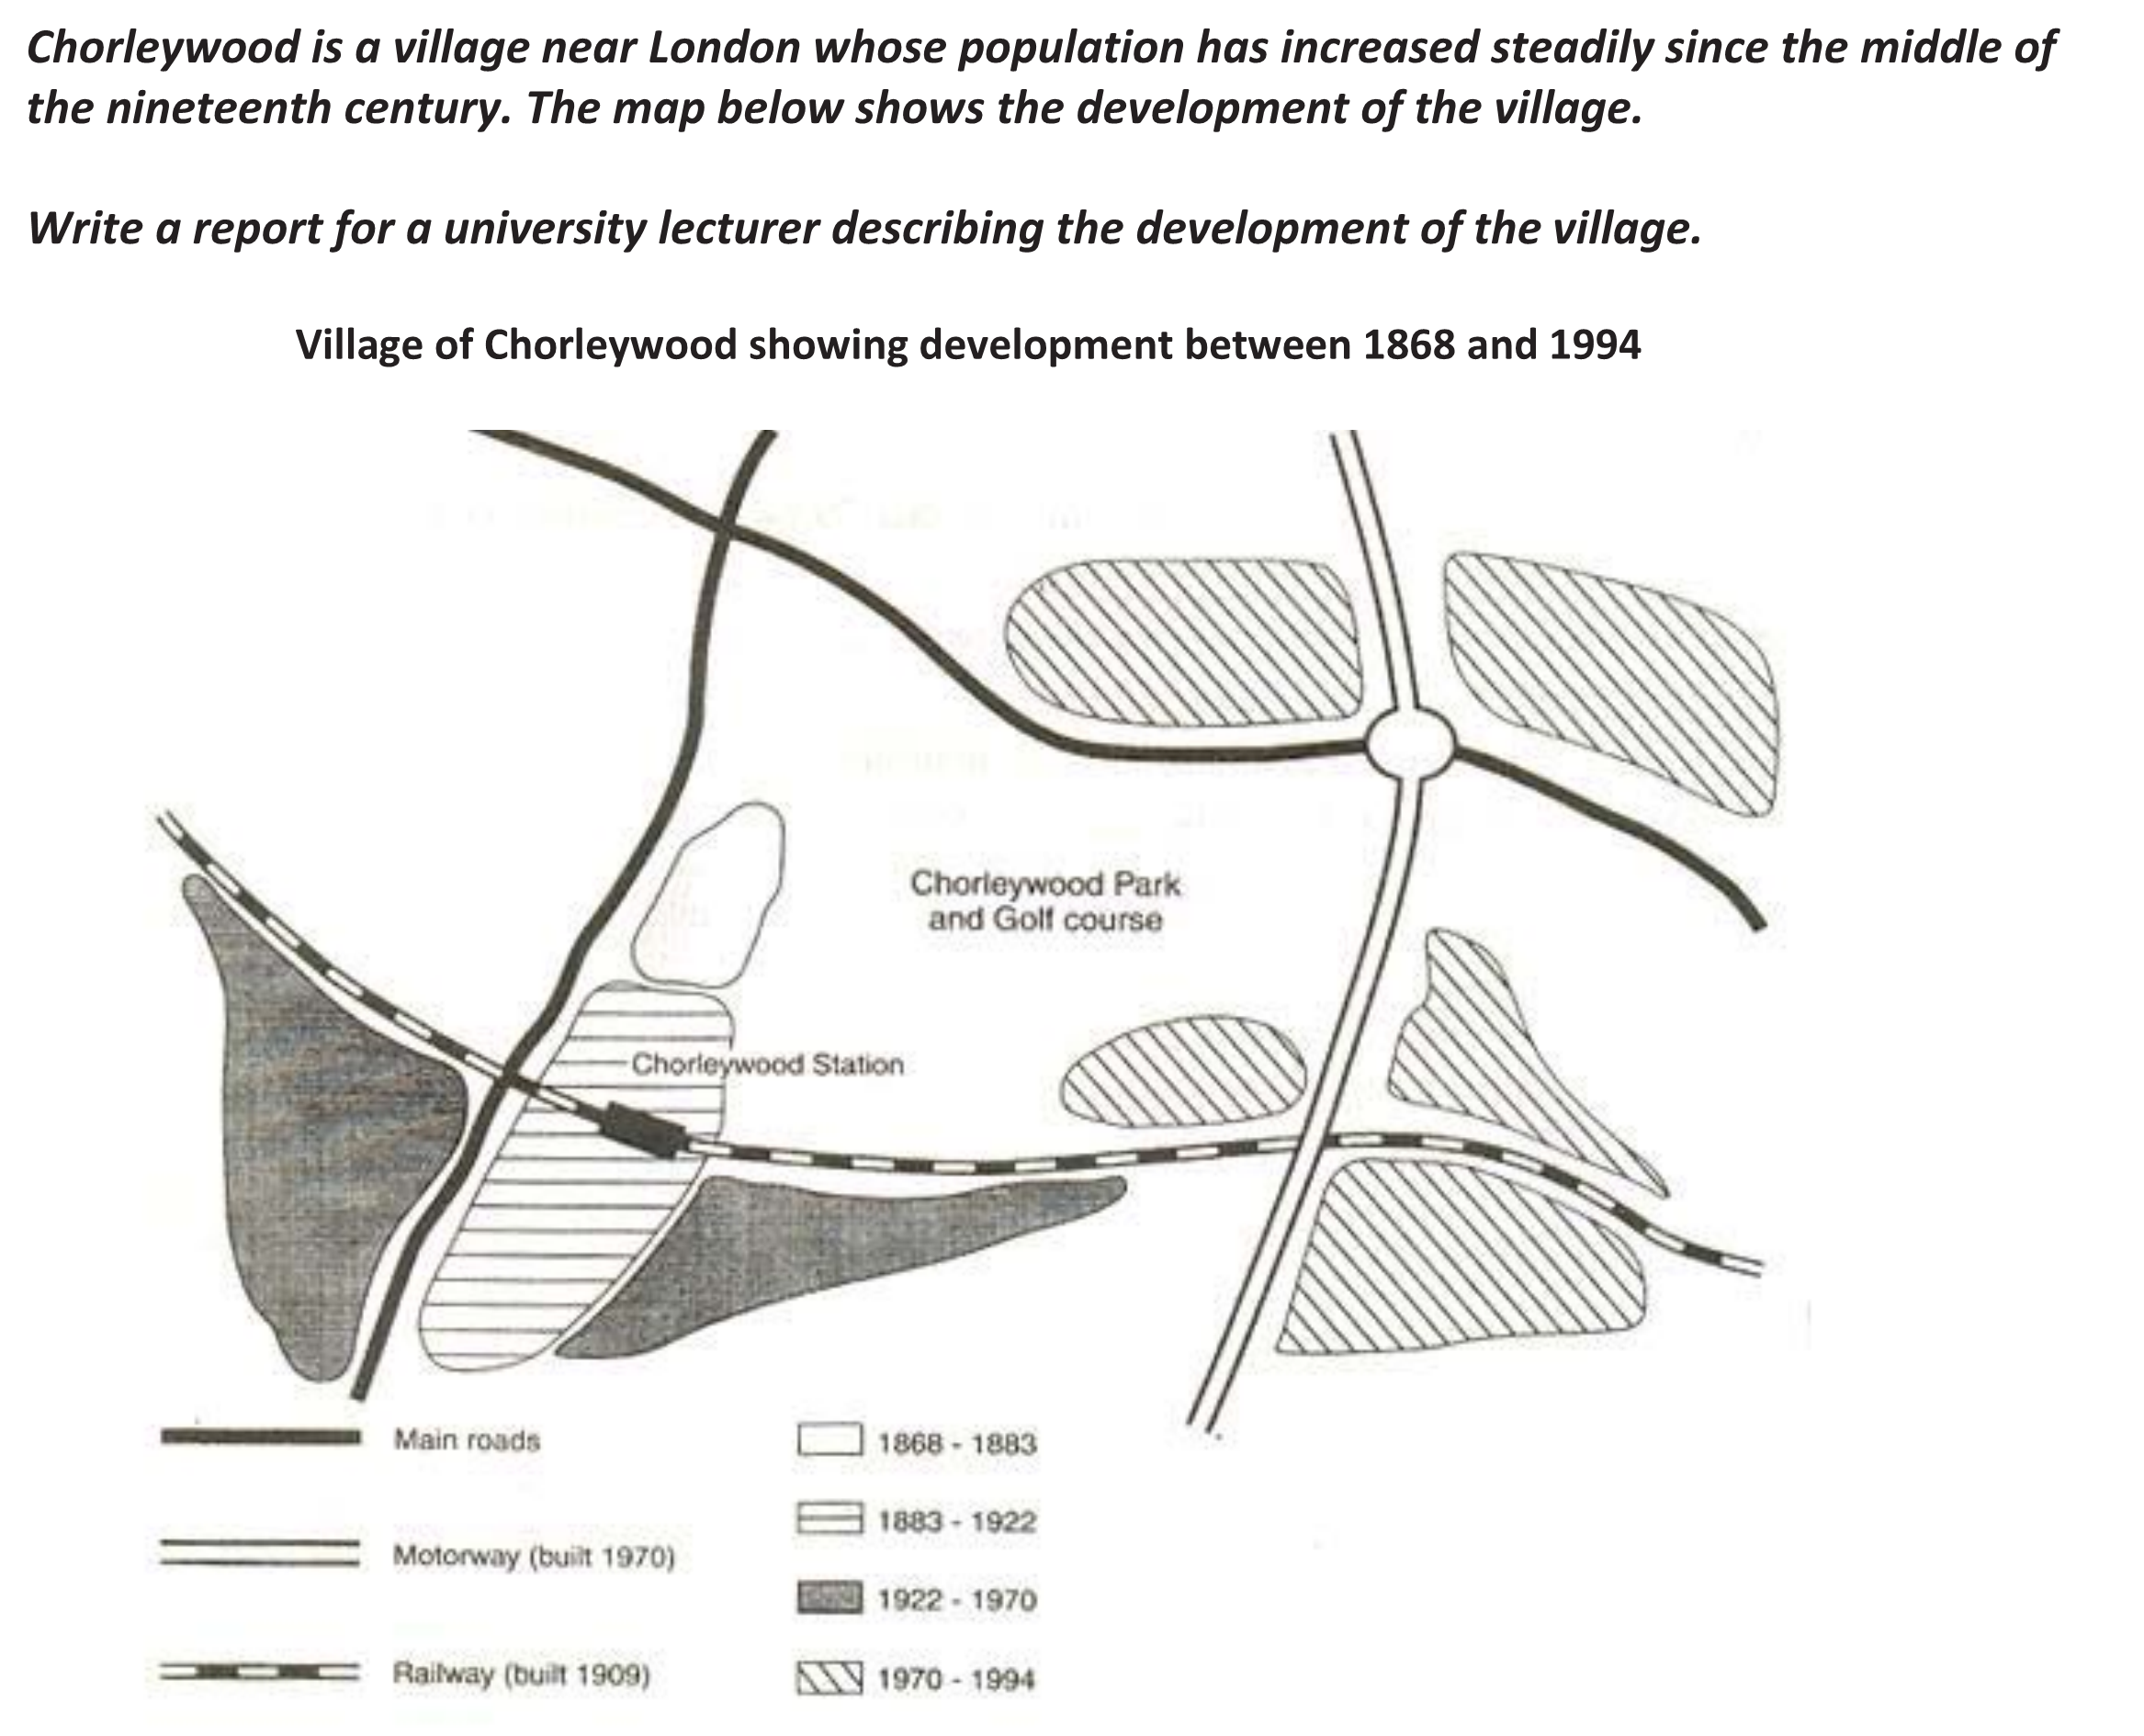 Chorleywood is a village near London whose population has increased steadily since the middle of
the nineteenth century. The map below shows the development of the village.
Write a report for a university lecturer describing the development of the village.
Village of Chorleywood showing development between 1868 and 1994
Chorleywood Park
and Golf course
Chorleywood Station
Main roads
1868 - 1883
1883 - 1922
Motorway (built 1970)
1922 - 1970
Railway (built 1909)
1970 - 1994